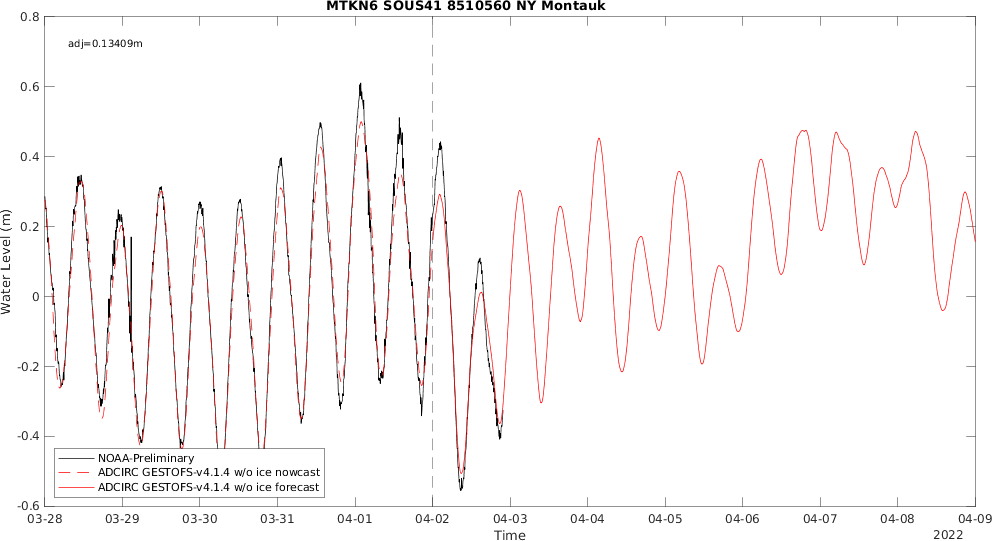 MTKN6 SOUS41 8510560 NY Montauk
adj=0.13409m
0.8
0.6
0.4
0.2
0
-0.2
-0.4
-0.6
Water Level (m)
NOAA-Preliminary
ADCIRC GESTOFS-v4.1.4 w/o ice nowcast
ADCIRC GESTOFS-v4.1.4 w/o ice forecast
03-28 03-29 03-30 03-31 04-01 04-02 04-03 04-04 04-05 04-06 04-07 04-08 04-09
Time
2022